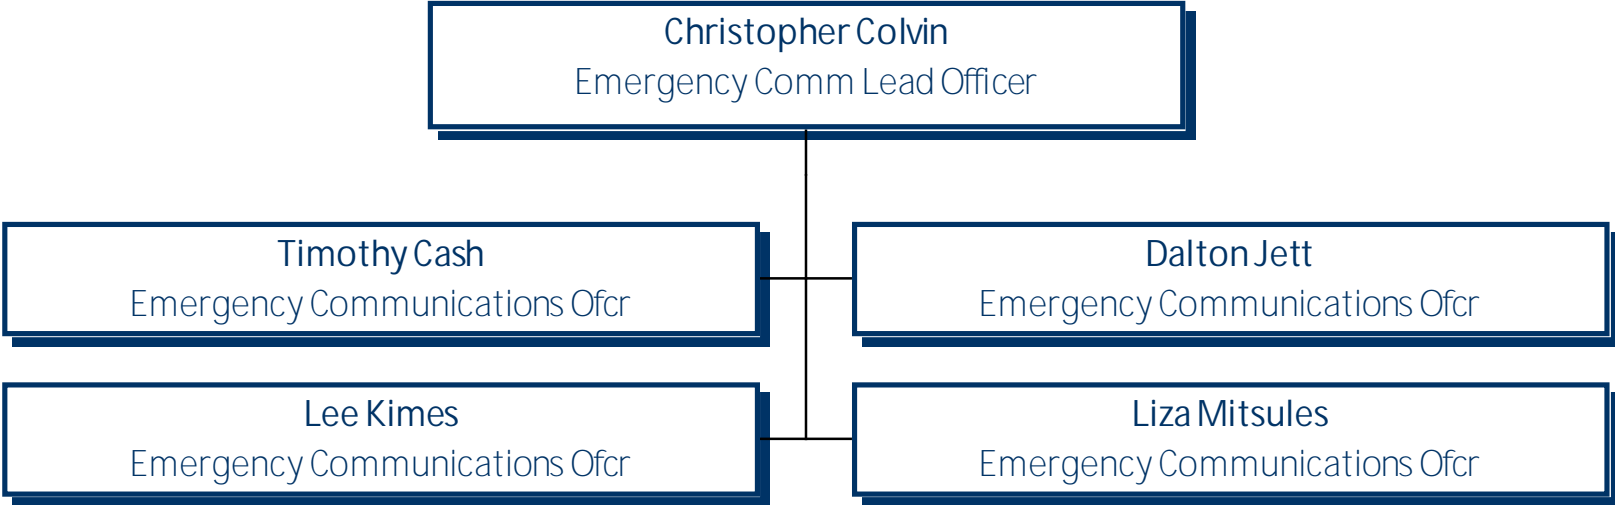 Christopher Colvin
Emergency Comm Lead Officer
Timothy Cash
Emergency Communications Ofcr
Dalton Jett
Emergency Communications Ofcr
Lee Kimes
Emergency Communications Ofcr
Liza Mitsules
Emergency Communications Ofcr